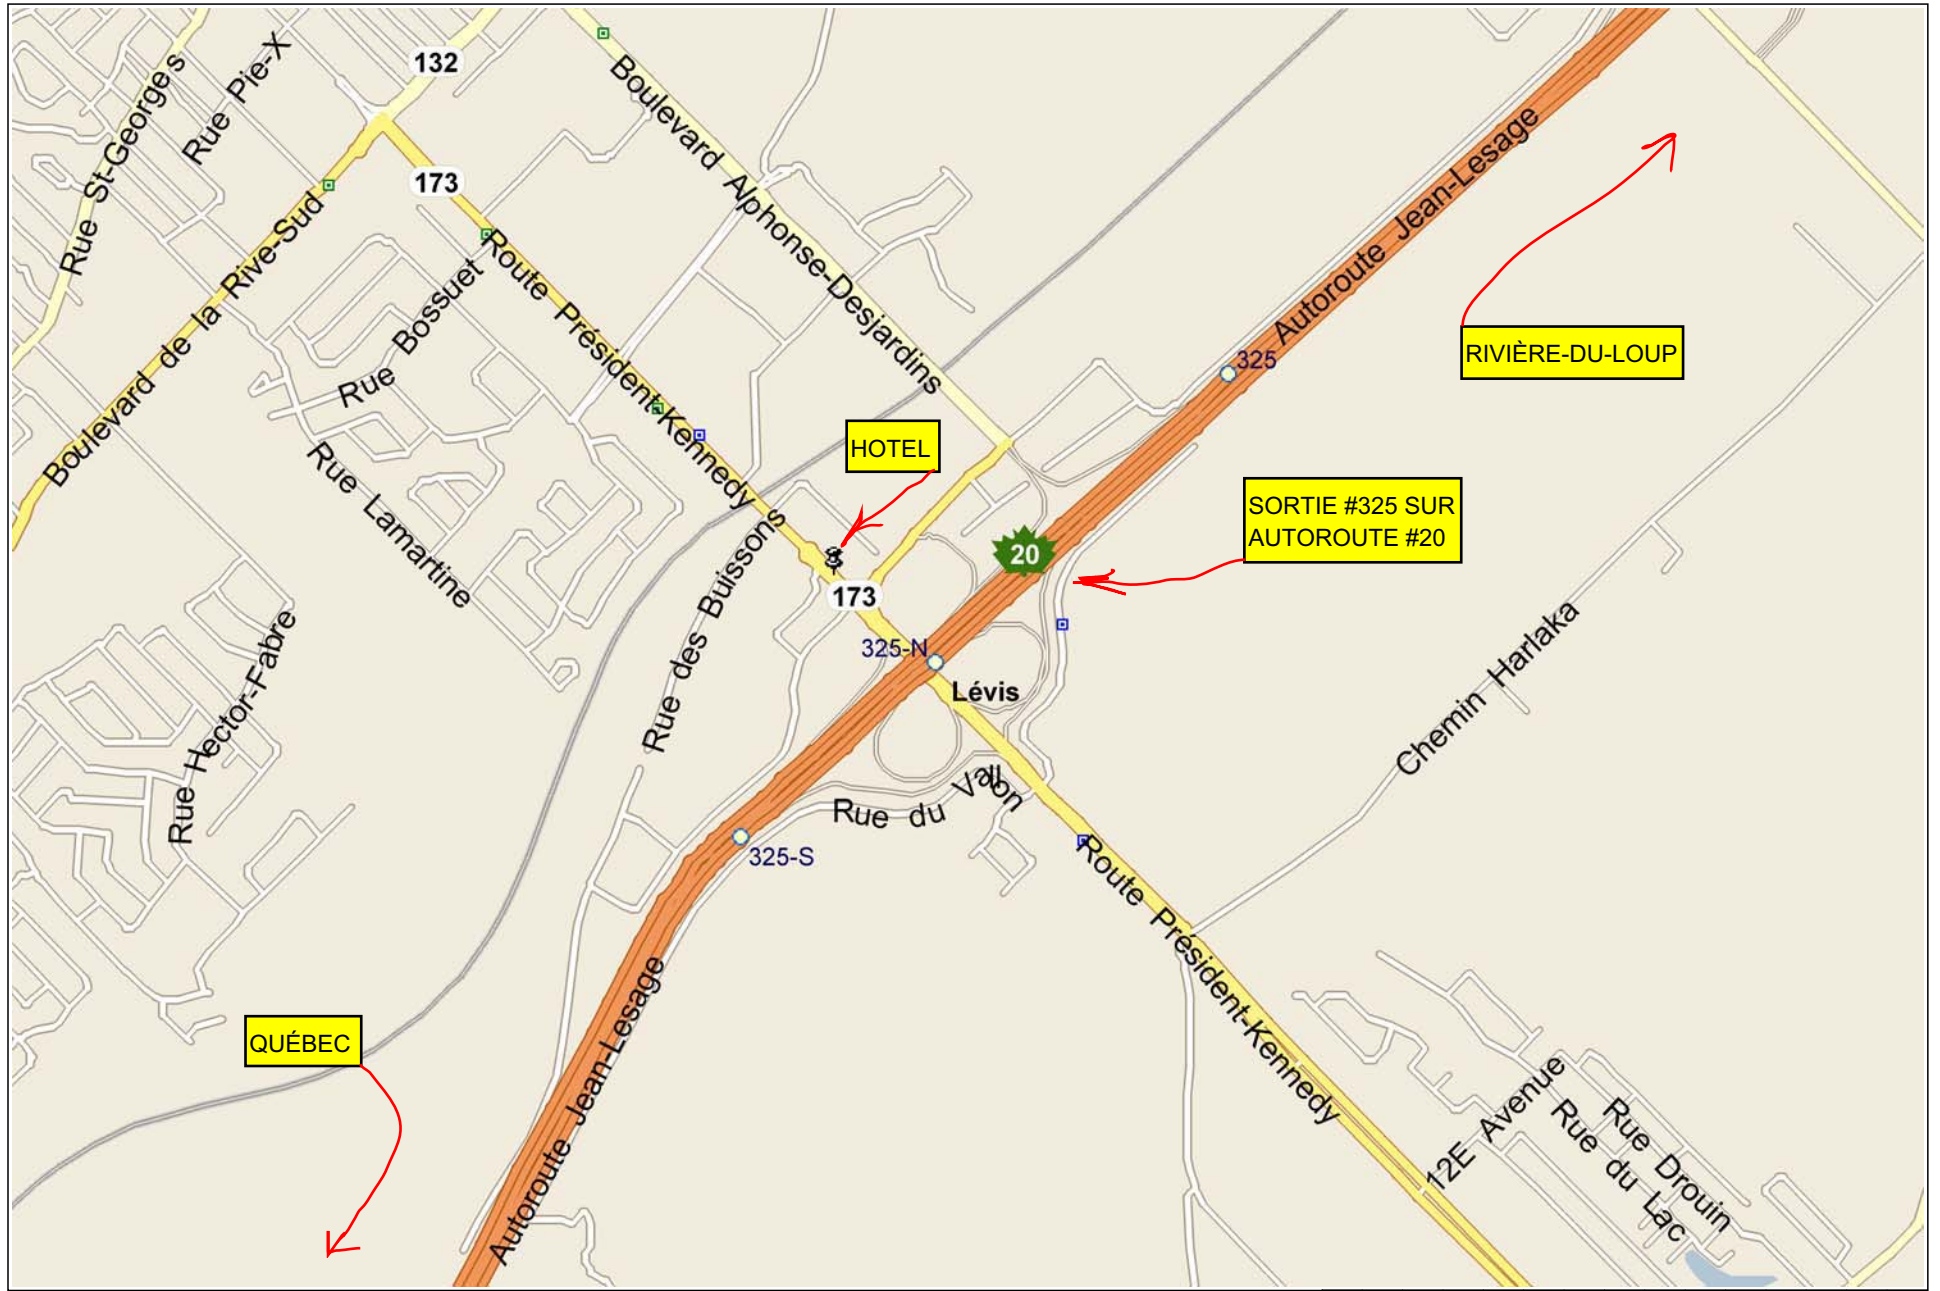 132
Rue Pie-X
Rue St-Georges
Boulevard Alphonse-Desjardins
173
Autoroute Jean-Lesage
Boulevard de la Rive-Sud
Route Président-Kennedy
Rue Bossuet
RIVIÈRE-DU-LOUP
325
HOTEL
Rue Lamartine
SORTIE #325 SUR
AUTOROUTE #20
20
Rue des Buissons
173
325-N
Lévis
Chemin Harlaka
Rue Hector-Fabre
Rue du Vallon
325-S
Route Président-Kennedy
Autoroute Jean-Lesage
QUÉBEC
12E Avenue
Rue Drouin
Rue du Lac